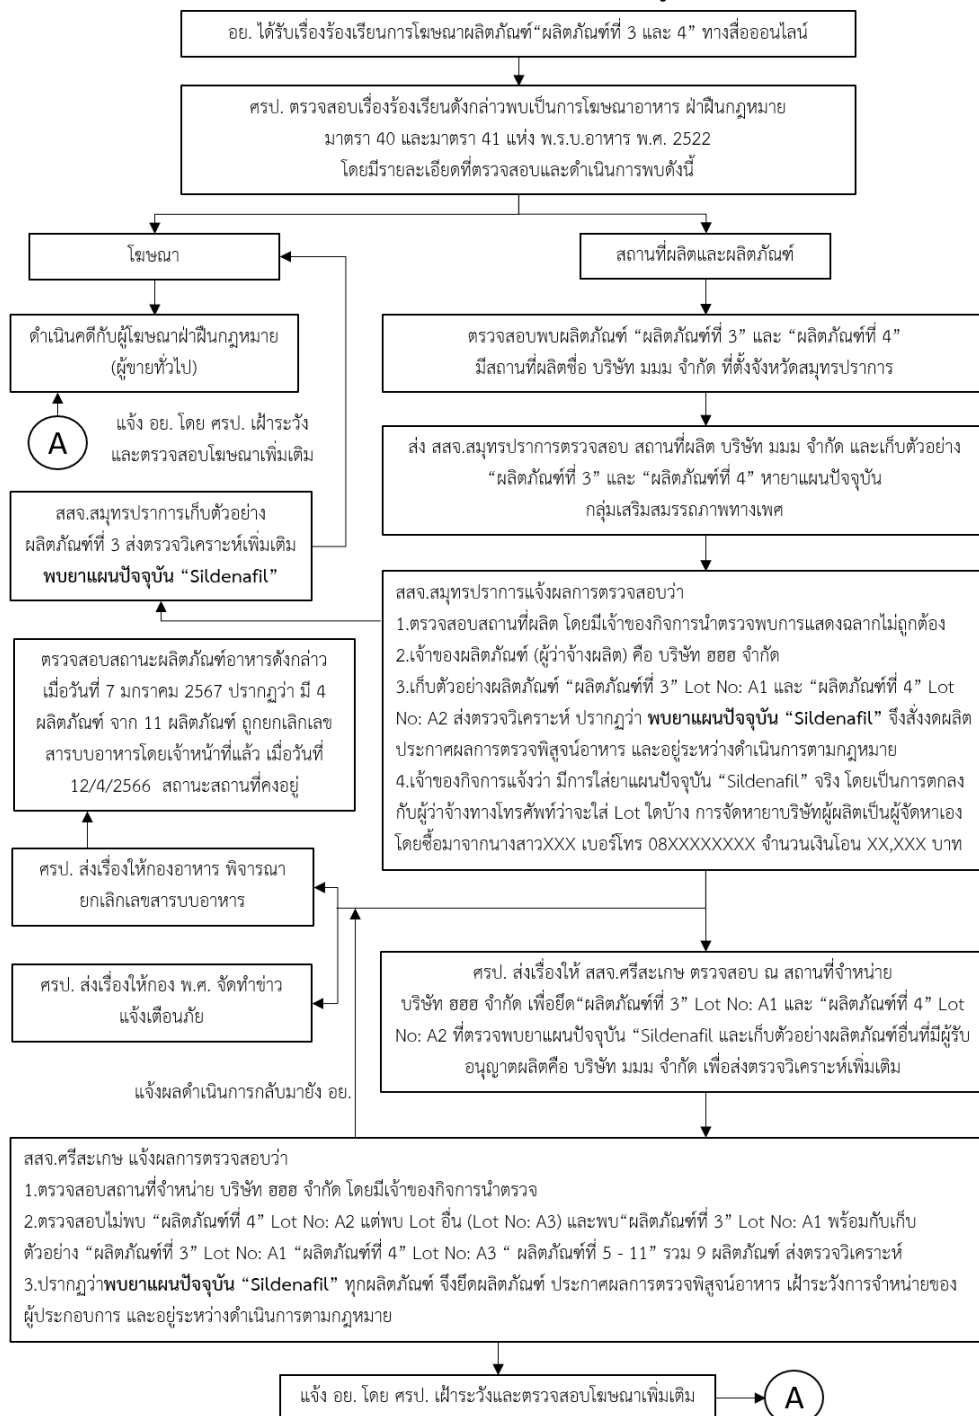 อย. ได้รับเรื่องร้องเรียนการโฆษณาผลิตภัณฑ์“ผลิตภัณฑ์ที่ 3 และ 4” ทางสื่อออนไลน์
ศรป. ตรวจสอบเรื่องร้องเรียนดังกล่าวพบเป็นการโฆษณาอาหาร ฝ่าฝืนกฎหมาย
มาตรา 40 และมาตรา 41 แห่ง พ.ร.บ.อาหาร พ.ศ. 2522
โดยมีรายละเอียดที่ตรวจสอบและดำเนินการพบดังนี้
โฆษณา
สถานที่ผลิตและผลิตภัณฑ์
ดำเนินคดีกับผู้โฆษณาฝ่าฝืนกฎหมาย
(ผู้ขายทั่วไป)
ตรวจสอบพบผลิตภัณฑ์ “ผลิตภัณฑ์ที่ 3” และ “ผลิตภัณฑ์ที่ 4”
มีสถานที่ผลิตชื่อ บริษัท มมม จำกัด ที่ตั้งจังหวัดสมุทรปราการ
A
แจ้ง อย. โดย ศรป. เฝ้าระวัง
และตรวจสอบโฆษณาเพิ่มเติม
ส่ง สสจ.สมุทรปราการตรวจสอบ สถานที่ผลิต บริษัท มมม จำกัด และเก็บตัวอย่าง
“ผลิตภัณฑ์ที่ 3” และ “ผลิตภัณฑ์ที่ 4” หายาแผนปัจจุบัน
กลุ่มเสริมสมรรถภาพทางเพศ
สสจ.สมุทรปราการเก็บตัวอย่าง
ผลิตภัณฑ์ที่ 3 ส่งตรวจวิเคราะห์เพิ่มเติม
พบยาแผนปัจจุบัน “Sildenafil”
สสจ.สมุทรปราการแจ้งผลการตรวจสอบว่า
1.ตรวจสอบสถานที่ผลิต โดยมีเจ้าของกิจการนำตรวจพบการแสดงฉลากไม่ถูกต้อง
2.เจ้าของผลิตภัณฑ์ (ผู้ว่าจ้างผลิต) คือ บริษัท ฮฮฮ จำกัด
3.เก็บตัวอย่างผลิตภัณฑ์ “ผลิตภัณฑ์ที่ 3” Lot No: A1 และ “ผลิตภัณฑ์ที่ 4” Lot
No: A2 ส่งตรวจวิเคราะห์ ปรากฏว่า พบยาแผนปัจจุบัน “Sildenafil” จึงสั่งงดผลิต
ประกาศผลการตรวจพิสูจน์อาหาร และอยู่ระหว่างดำเนินการตามกฎหมาย
4.เจ้าของกิจการแจ้งว่า มีการใส่ยาแผนปัจจุบัน “Sildenafil” จริง โดยเป็นการตกลง
กับผู้ว่าจ้างทางโทรศัพท์ว่าจะใส่ Lot ใดบ้าง การจัดหายาบริษัทผู้ผลิตเป็นผู้จัดหาเอง
โดยซื้อมาจากนางสาวXXX เบอร์โทร 08XXXXXXXX จำนวนเงินโอน XX,XXX บาท
ตรวจสอบสถานะผลิตภัณฑ์อาหารดังกล่าว
เมื่อวันที่ 7 มกราคม 2567 ปรากฏว่า มี 4
ผลิตภัณฑ์ จาก 11 ผลิตภัณฑ์ ถูกยกเลิกเลข
สารบบอาหารโดยเจ้าหน้าที่แล้ว เมื่อวันที่
12/4/2566 สถานะสถานที่คงอยู่
ศรป. ส่งเรื่องให้กองอาหาร พิจารณา
ยกเลิกเลขสารบบอาหาร
ศรป. ส่งเรื่องให้กอง พ.ศ. จัดทำข่าว
แจ้งเตือนภัย
ศรป. ส่งเรื่องให้ สสจ.ศรีสะเกษ ตรวจสอบ ณ สถานที่จำหน่าย
บริษัท ฮฮฮ จำกัด เพื่อยึด“ผลิตภัณฑ์ที่ 3” Lot No: A1 และ “ผลิตภัณฑ์ที่ 4” Lot
No: A2 ที่ตรวจพบยาแผนปัจจุบัน “Sildenafil และเก็บตัวอย่างผลิตภัณฑ์อื่นที่มีผู้รับ
อนุญาตผลิตคือ บริษัท มมม จำกัด เพื่อส่งตรวจวิเคราะห์เพิ่มเติม
แจ้งผลดำเนินการกลับมายัง อย.
สสจ.ศรีสะเกษ แจ้งผลการตรวจสอบว่า
1.ตรวจสอบสถานที่จำหน่าย บริษัท ฮฮฮ จำกัด โดยมีเจ้าของกิจการนำตรวจ
2.ตรวจสอบไม่พบ “ผลิตภัณฑ์ที่ 4” Lot No: A2 แต่พบ Lot อื่น (Lot No: A3) และพบ“ผลิตภัณฑ์ที่ 3” Lot No: A1 พร้อมกับเก็บ
ตัวอย่าง “ผลิตภัณฑ์ที่ 3” Lot No: A1 “ผลิตภัณฑ์ที่ 4” Lot No: A3 “ ผลิตภัณฑ์ที่ 5 - 11” รวม 9 ผลิตภัณฑ์ ส่งตรวจวิเคราะห์
3.ปรากฏว่าพบยาแผนปัจจุบัน “Sildenafil” ทุกผลิตภัณฑ์ จึงยึดผลิตภัณฑ์ ประกาศผลการตรวจพิสูจน์อาหาร เฝ้าระวังการจำหน่ายของ
ผู้ประกอบการ และอยู่ระหว่างดำเนินการตามกฎหมาย
แจ้ง อย. โดย ศรป. เฝ้าระวังและตรวจสอบโฆษณาเพิ่มเติม
A